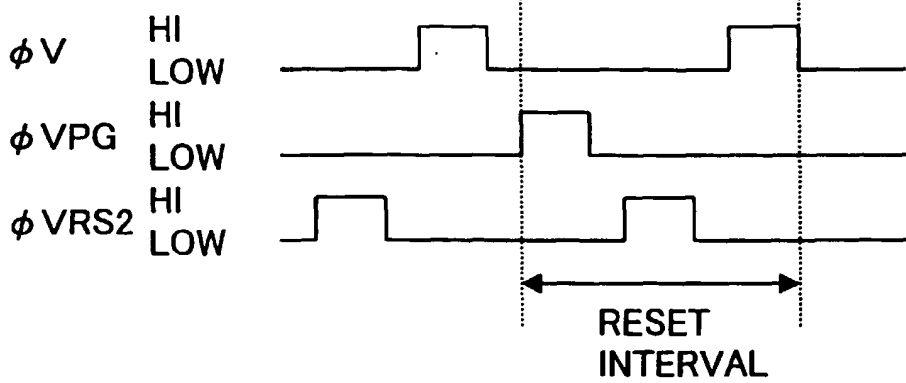 φV HI
LOW
φVPG HI
LOW
φVRS2 HI
LOW
RESET
INTERVAL